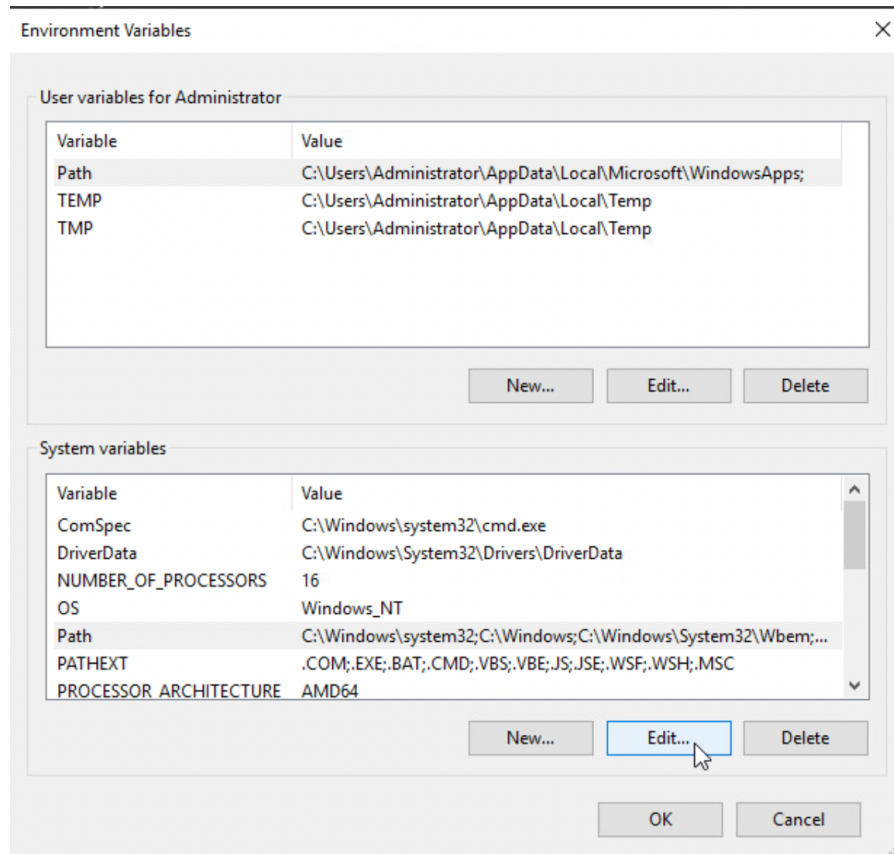 Environment Variables
User variables for Administrator
Variable Value
Path C:\Users\Administrator\AppData\Local\Microsoft\WindowsApps;
TEMP C:\Users\Administrator\AppData\Local\Temp
TMP C:\Users\Administrator\AppData\Local\Temp
New... Edit... Delete
System variables
Variable Value
ComSpec C:\Windows\system32\cmd.exe
DriverData C:\Windows\System32\Drivers\DriverData
NUMBER_OF_PROCESSORS 16
OS Windows_NT
Path C:\Windows\system32;C:\Windows;C:\Windows\System32\Wbem;...
PATHEXT .COM;.EXE;.BAT;.CMD;.VBS;.VBE;.JS;.JSE;.WSF;.WSH;.MSC
PROCESSOR_ARCHITECTURE AMD64
New... Edit... Delete
OK Cancel